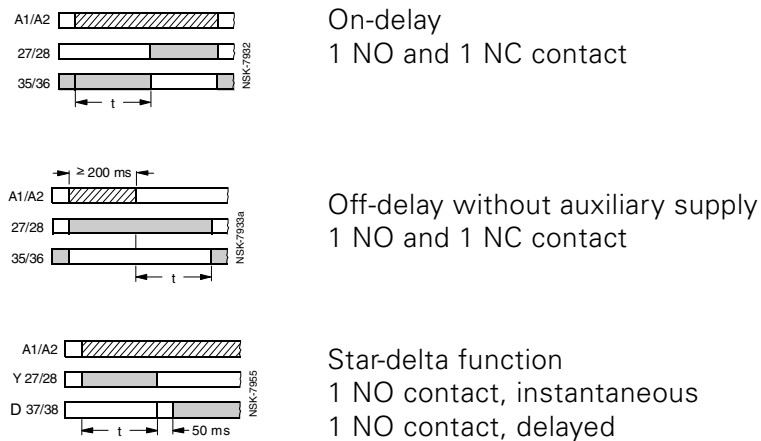 A1/A2
27/28
35/36
t
NSK-7932
On-delay
1 NO and 1 NC contact
≥ 200 ms
A1/A2
27/28
35/36
t
NSK-7933a
Off-delay without auxiliary supply
1 NO and 1 NC contact
A1/A2
Y 27/28
D 37/38
t
50 ms
NSK-7955
Star-delta function
1 NO contact, instantaneous
1 NO contact, delayed